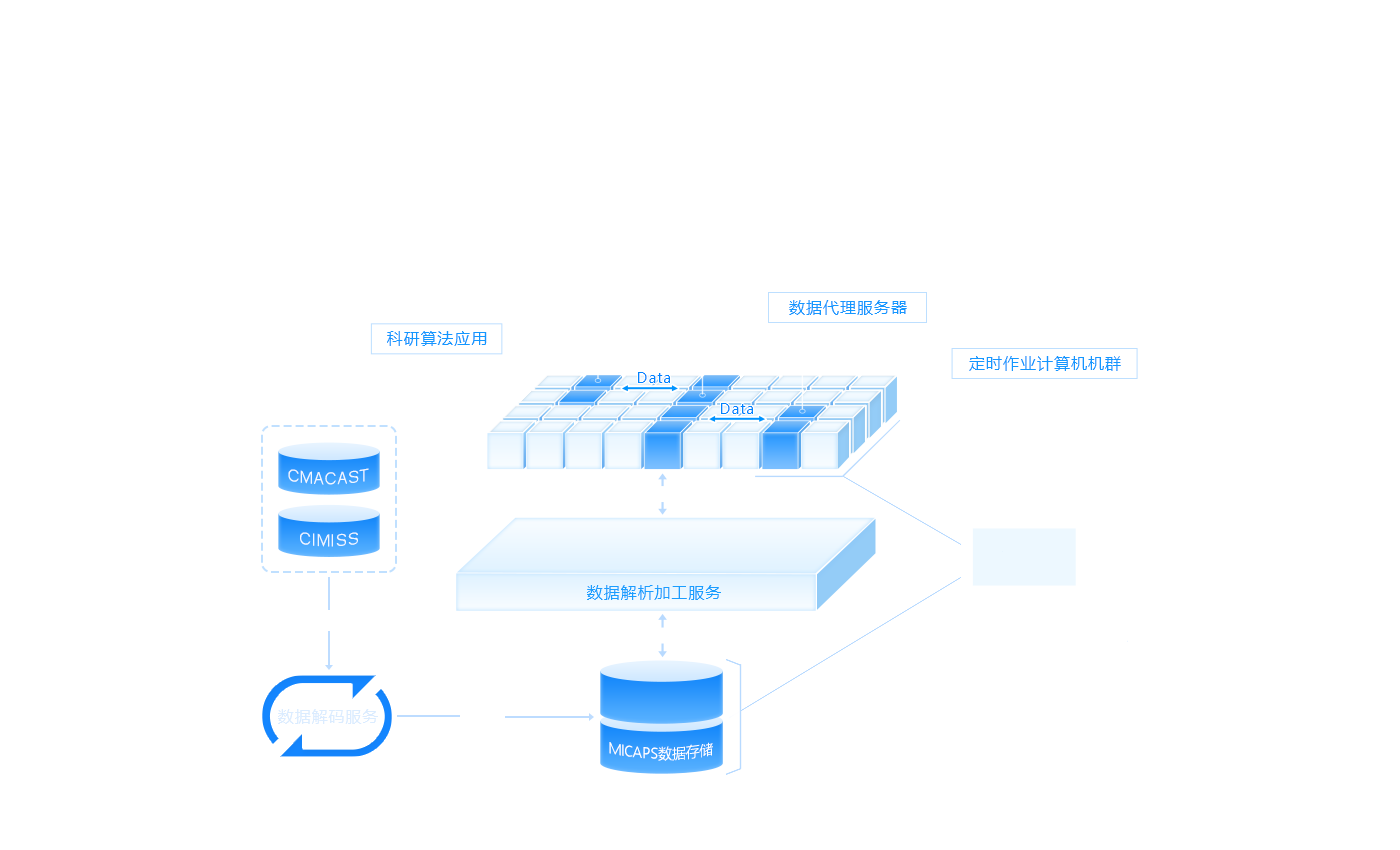 数据代理服务器
科研算法应用
定时作业计算机机群
Data
Data
CMACAST
CIMISS
数据解析加工服务
数据解码服务
MICAPS数据存储